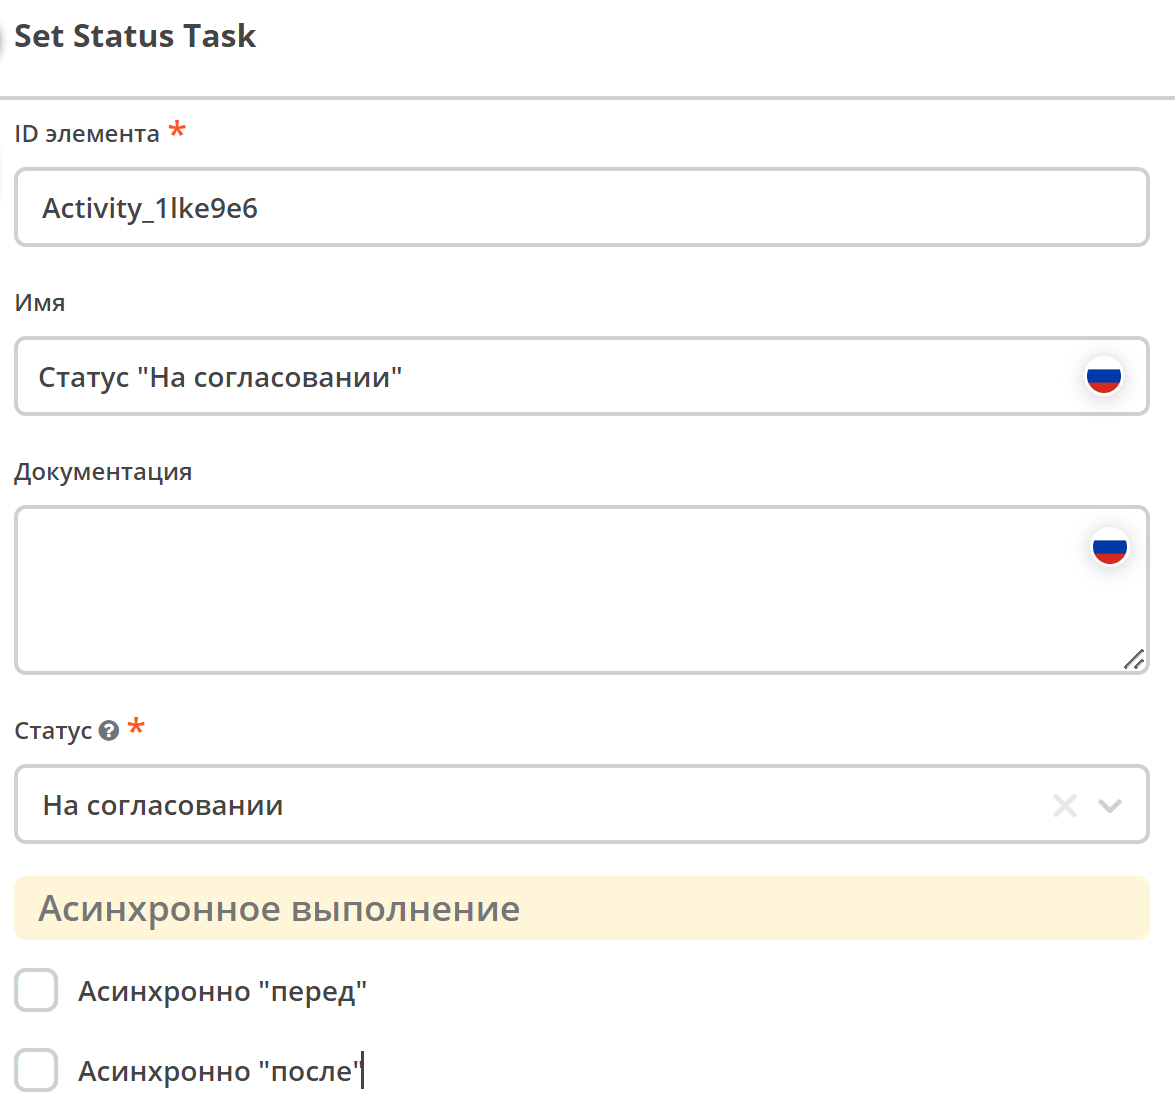 Set Status Task
ID элемента *
Activity_1lke9e6
Имя
Статус "На согласовании"
Документация
Статус ? *
На согласовании
Асинхронное выполнение
Асинхронно "перед"
Асинхронно "после"